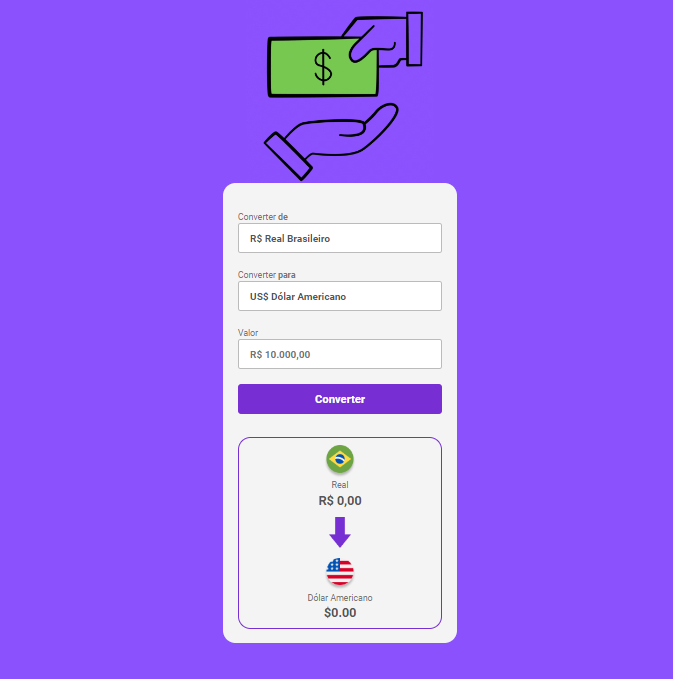 $
Converter de
R$ Real Brasileiro
Converter para
US$ Dólar Americano
Valor
R$ 10.000,00
Converter
Real
R$ 0,00
Dólar Americano
$0.00